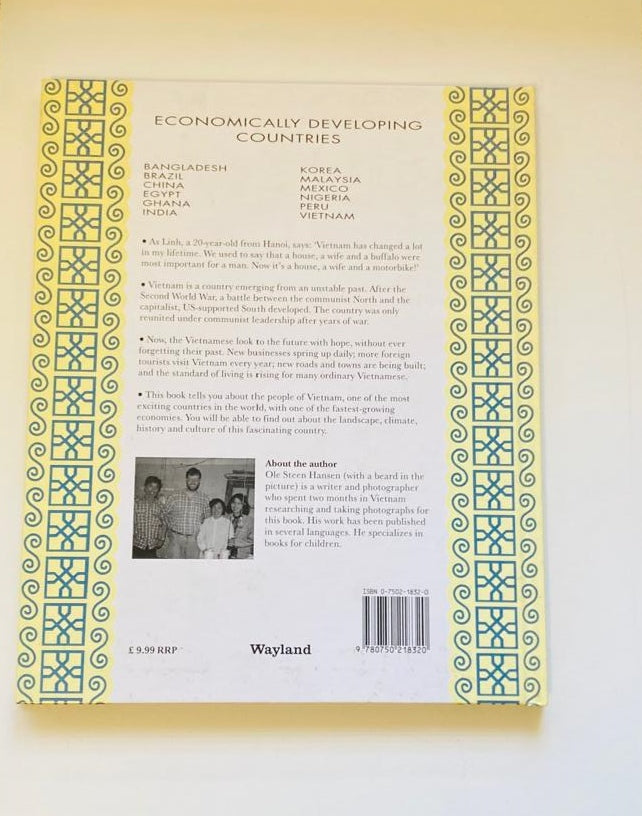 ECONOMICALLY DEVELOPING
COUNTRIES
BANGLADESH
BRAZIL
CHINA
EGYPT
GHANA
INDIA
KOREA
MALAYSIA
MEXICO
NIGERIA
PERU
VIETNAM
• As Linh, a 20-year-old from Hanoi, says: 'Vietnam has changed a lot
in my lifetime. We used to say that a house, a wife and a buffalo were
most important for a man. Now it's a house, a wife and a motorbike!'
• Vietnam is a country emerging from an unstable past. After the
Second World War, a battle between the communist North and the
capitalist, US-supported South developed. The country was only
reunited under communist leadership after years of war.
• Now, the Vietnamese look to the future with hope, without ever
forgetting their past. New businesses spring up daily; more foreign
tourists visit Vietnam every year; new roads and towns are being built;
and the standard of living is rising for many ordinary Vietnamese.
• This book tells you about the people of Vietnam, one of the most
exciting countries in the world, with one of the fastest-growing
economies. You will be able to find out about the landscape, climate,
history and culture of this fascinating country.
About the author
Ole Steen Hansen (with a beard in the
picture) is a writer and photographer
who spent two months in Vietnam
researching and taking photographs for
this book. His work has been published
in several languages. He specializes in
books for children.
ISBN 0-7502-1832-0
9 780750 218320
£9.99 RRP
Wayland